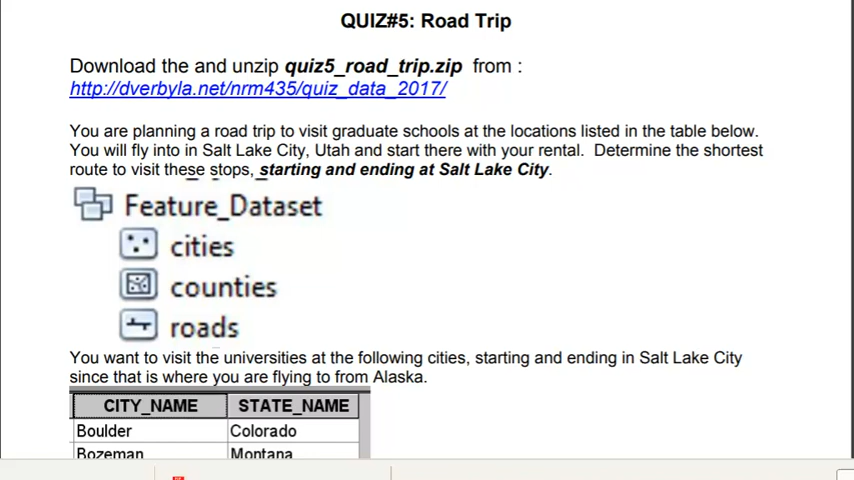 QUIZ#5: Road Trip
Download the and unzip quiz5_road_trip.zip from :
http://dverbyla.net/nrm435/quiz_data_2017/
You are planning a road trip to visit graduate schools at the locations listed in the table below.
You will fly into in Salt Lake City, Utah and start there with your rental. Determine the shortest
route to visit these stops, starting and ending at Salt Lake City.
Feature_Dataset
cities
counties
roads
You want to visit the universities at the following cities, starting and ending in Salt Lake City
since that is where you are flying to from Alaska.
CITY_NAME STATE_NAME
Boulder Colorado
Bozeman Montana